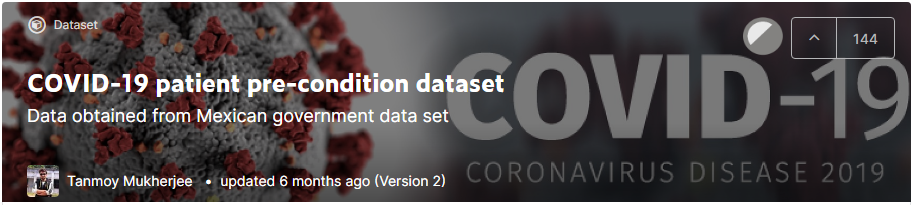 Dataset
144
COVID-19 patient pre-condition dataset
Data obtained from Mexican government data set
COVID-19
CORONAVIRUS DISEASE 2019
Tanmoy Mukherjee • updated 6 months ago (Version 2)